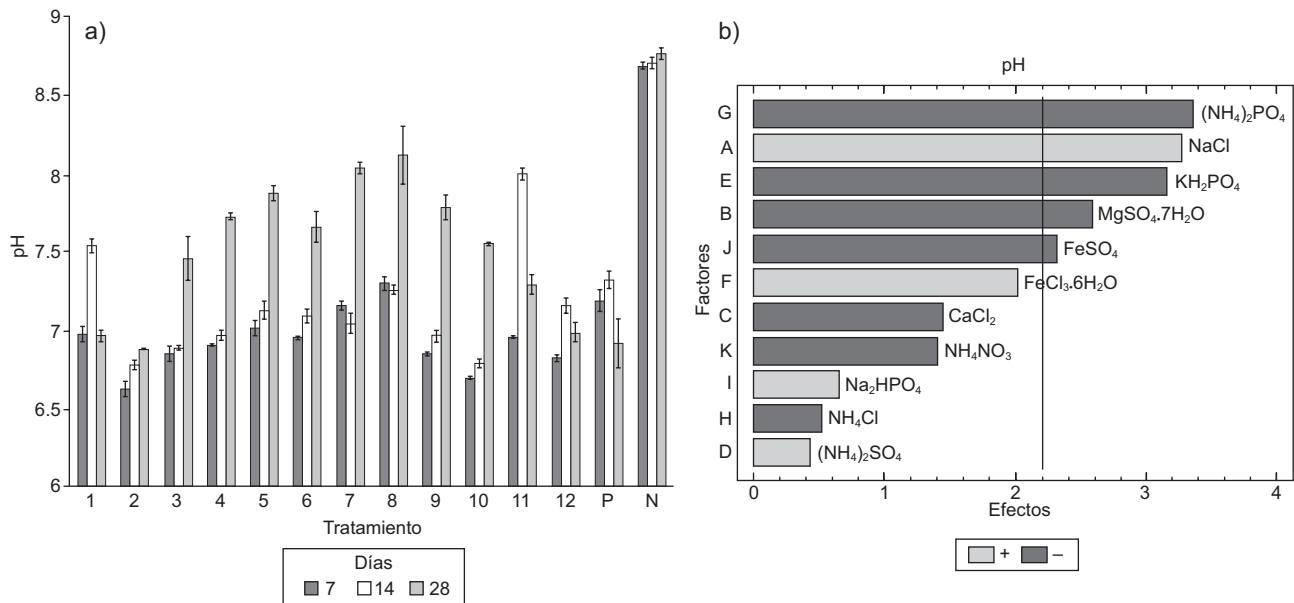 a)
9
8.5
8
7.5
7
6.5
6
pH
1 2 3 4 5 6 7 8 9 10 11 12 P N
Tratamiento
Días
7 14 28
b)
pH
Factores
G (NH₄)₂PO₄
A NaCl
E KH₂PO₄
B MgSO₄.7H₂O
J FeSO₄
F FeCl₃.6H₂O
C CaCl₂
K NH₄NO₃
I Na₂HPO₄
H NH₄Cl
D (NH₄)₂SO₄
0 1 2 3 4
Efectos
+ −